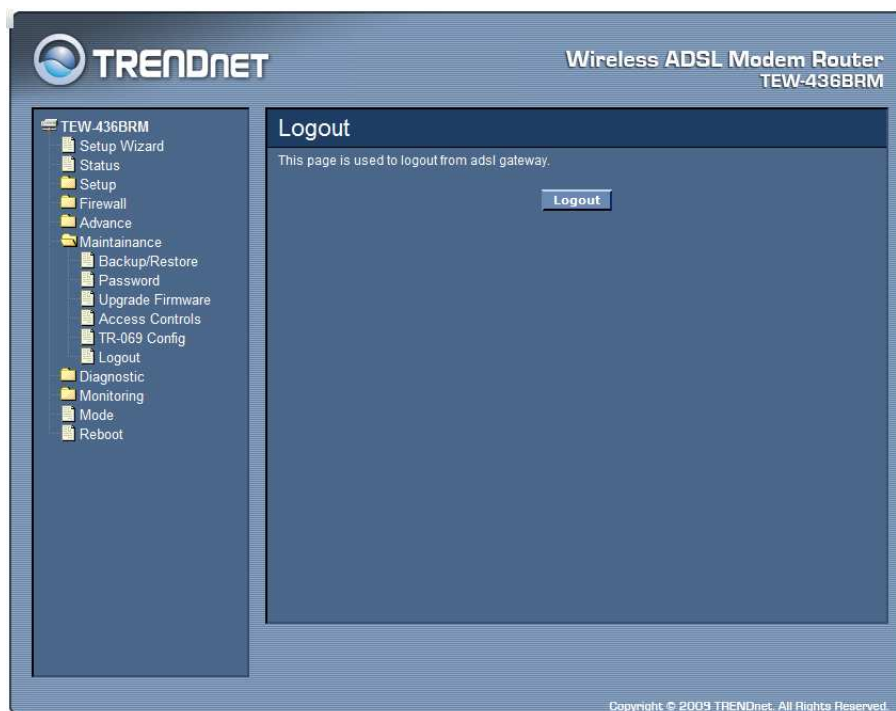 TRENDNET
Wireless ADSL Modem Router
TEW-436BRM
TEW-436BRM
Setup Wizard
Status
Setup
Firewall
Advance
Maintainance
Backup/Restore
Password
Upgrade Firmware
Access Controls
TR-069 Config
Logout
Diagnostic
Monitoring
Mode
Reboot
Logout
This page is used to logout from adsl gateway.
Logout
Copyright © 2009 TRENDnet. All Rights Reserved.